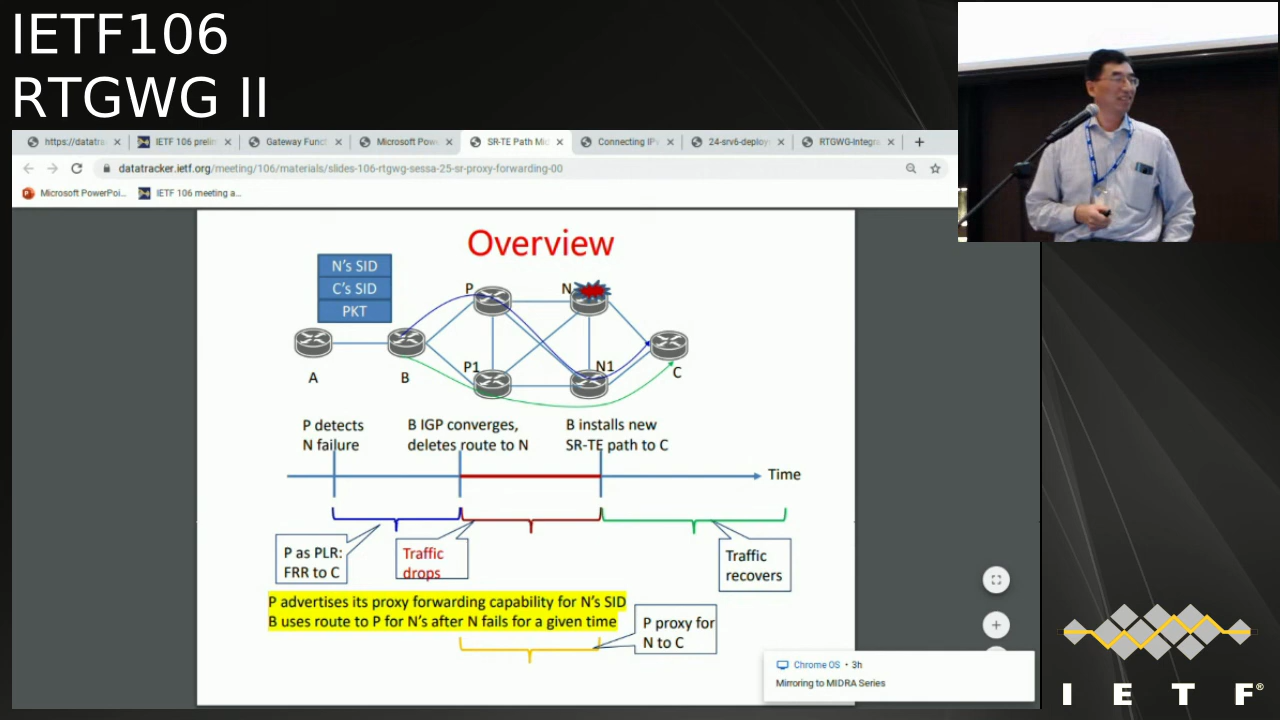 IETF106
RTGWG II
https://datatra
IETF 106 prelin
Gateway Funct
Microsoft Powe
SR-TE Path Mi
Connecting IPv
24-srv6-deploy
RTGWG-Integra
datatracker.ietf.org/meeting/106/materials/slides-106-rtgwg-sessa-25-sr-proxy-forwarding-00
Microsoft PowerPoi...
IETF 106 meeting a...
Overview
N's SID
C's SID
PKT
P
N
A
B
P1
N1
C
P detects
N failure
B IGP converges,
deletes route to N
B installs new
SR-TE path to C
Time
P as PLR:
FRR to C
Traffic
drops
Traffic
recovers
P advertises its proxy forwarding capability for N's SID
B uses route to P for N's after N fails for a given time
P proxy for
N to C
Chrome OS • 3h
Mirroring to MIDRA Series
I E T F®